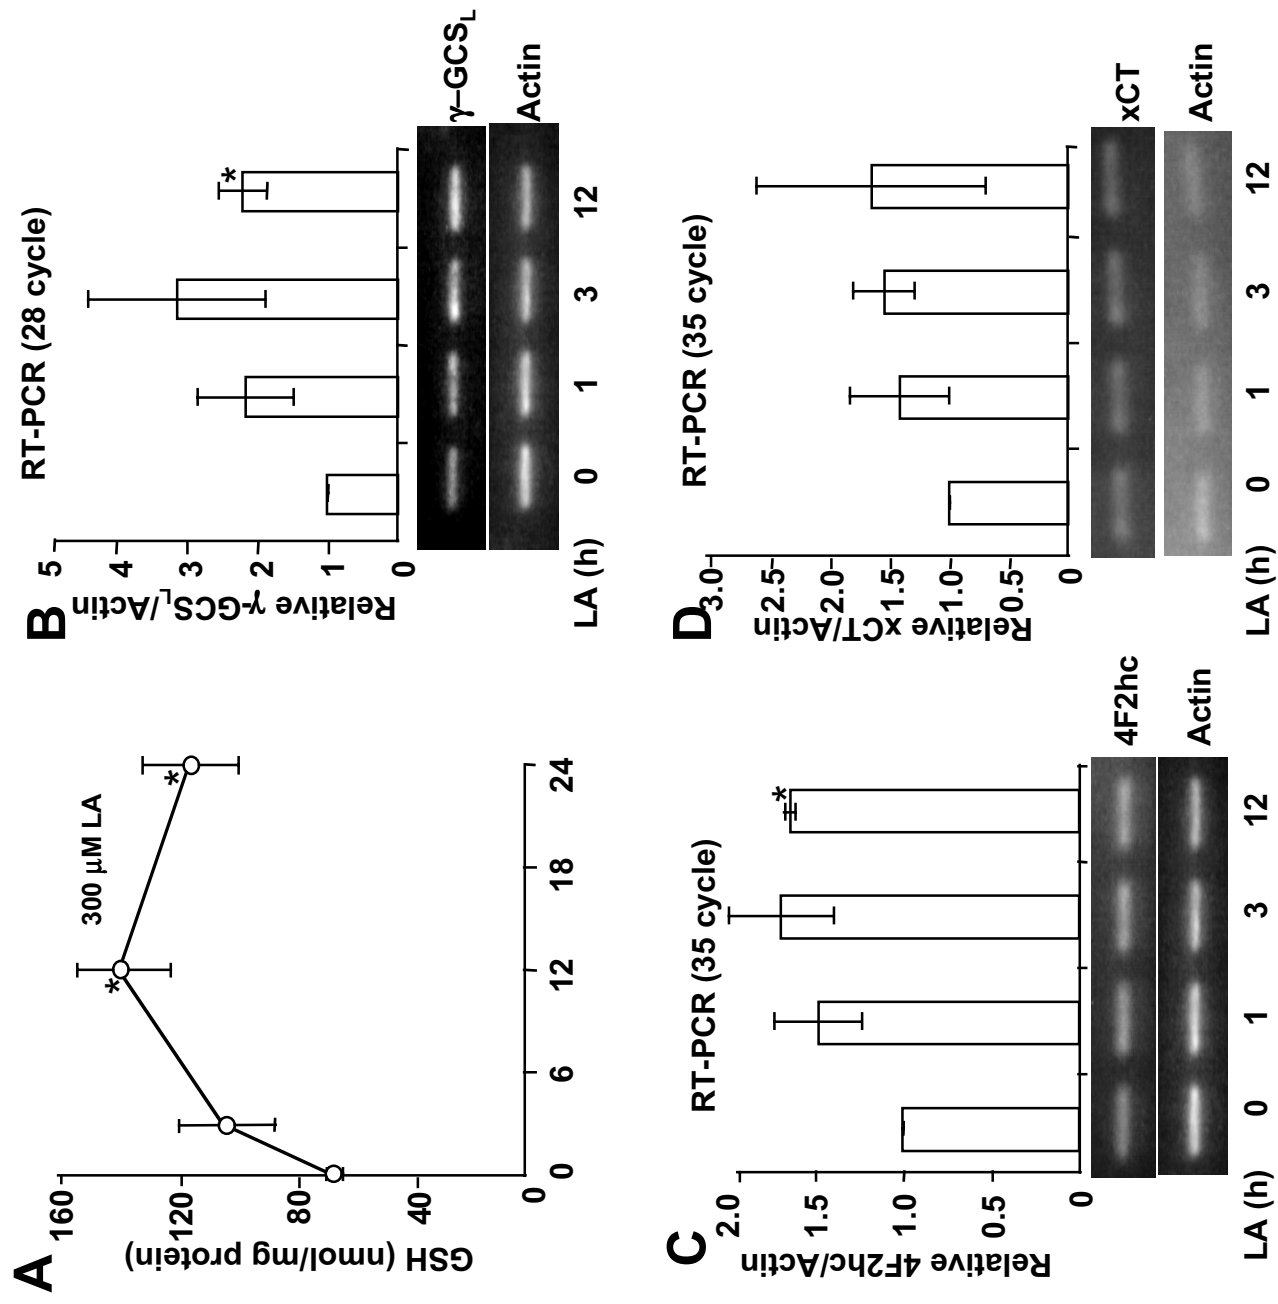 A
GSH (nmol/mg protein)
160
120
80
40
0
300 μM LA
0
6
12
18
24
B
RT-PCR (28 cycle)
Relative γ-GCSL/Actin
5
4
3
2
1
0
*
γ–GCSL
Actin
LA (h)
0
1
3
12
C
RT-PCR (35 cycle)
Relative 4F2hc/Actin
2.0
1.5
1.0
0.5
0
*
4F2hc
Actin
LA (h)
0
1
3
12
D
RT-PCR (35 cycle)
Relative xCT/Actin
3.0
2.5
2.0
1.5
1.0
0.5
0
xCT
Actin
LA (h)
0
1
3
12